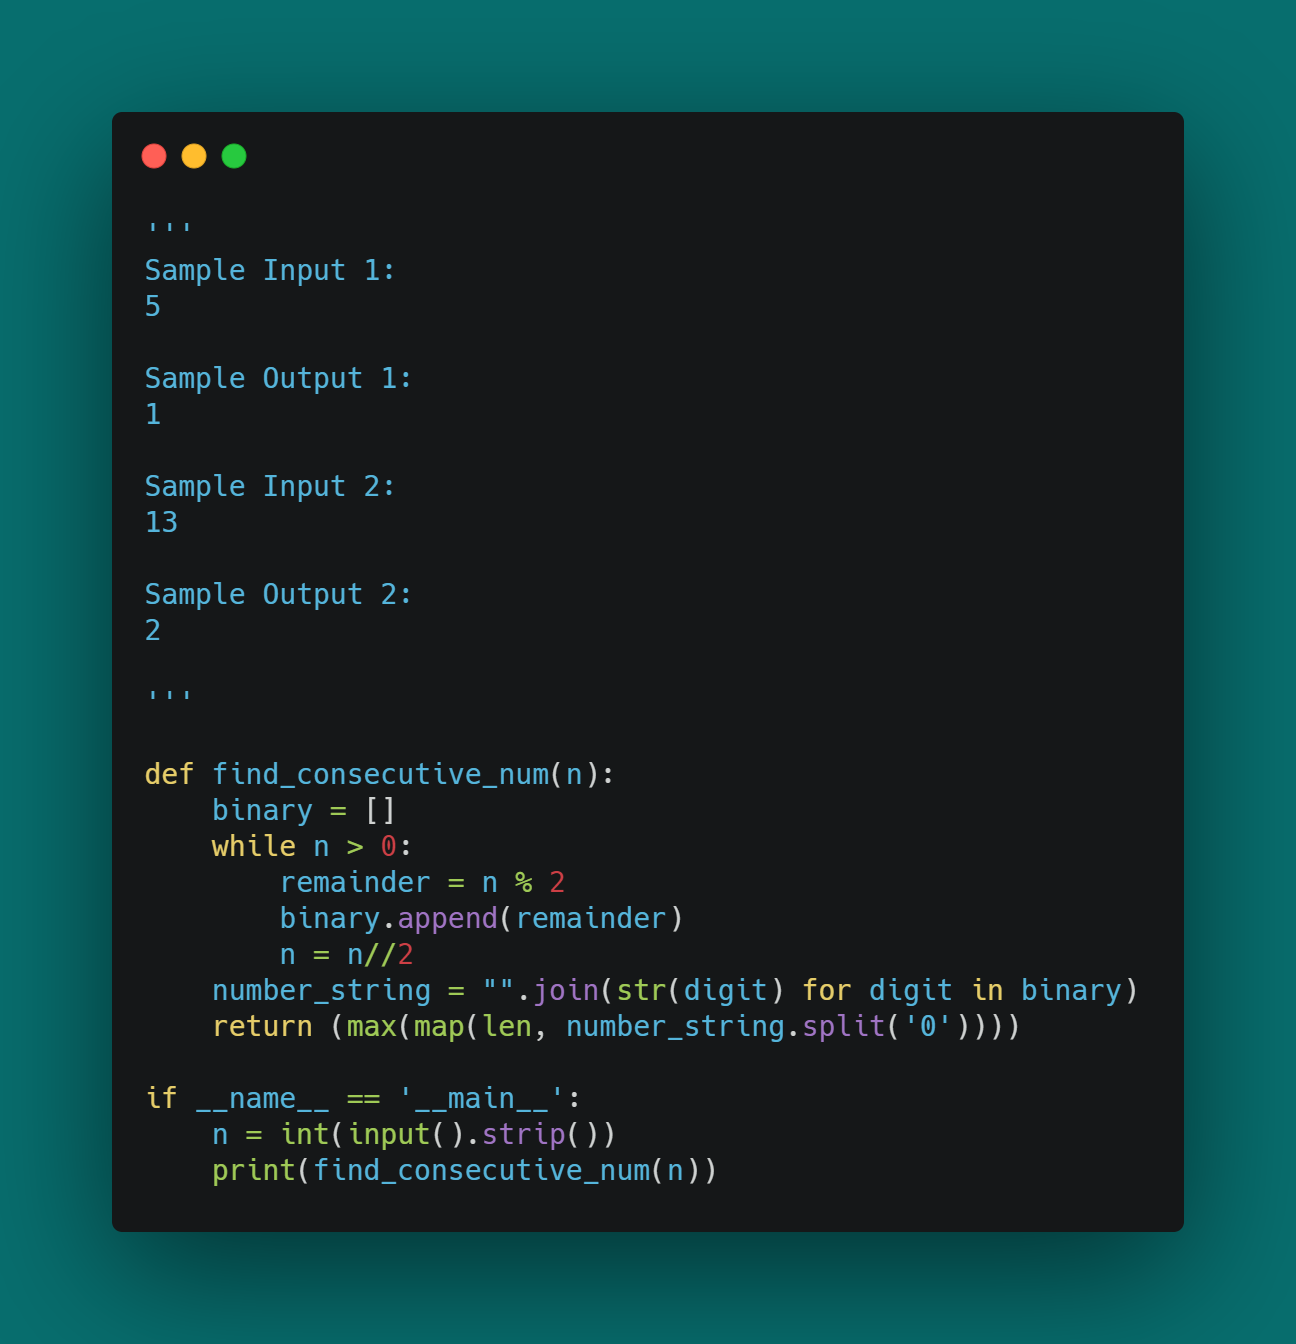 '''
Sample Input 1:
5

Sample Output 1:
1

Sample Input 2:
13

Sample Output 2:
2

'''

def find_consecutive_num(n):
    binary = []
    while n > 0:
        remainder = n % 2
        binary.append(remainder)
        n = n//2
    number_string = "".join(str(digit) for digit in binary)
    return (max(map(len, number_string.split('0'))))

if __name__ == '__main__':
    n = int(input().strip())
    print(find_consecutive_num(n))